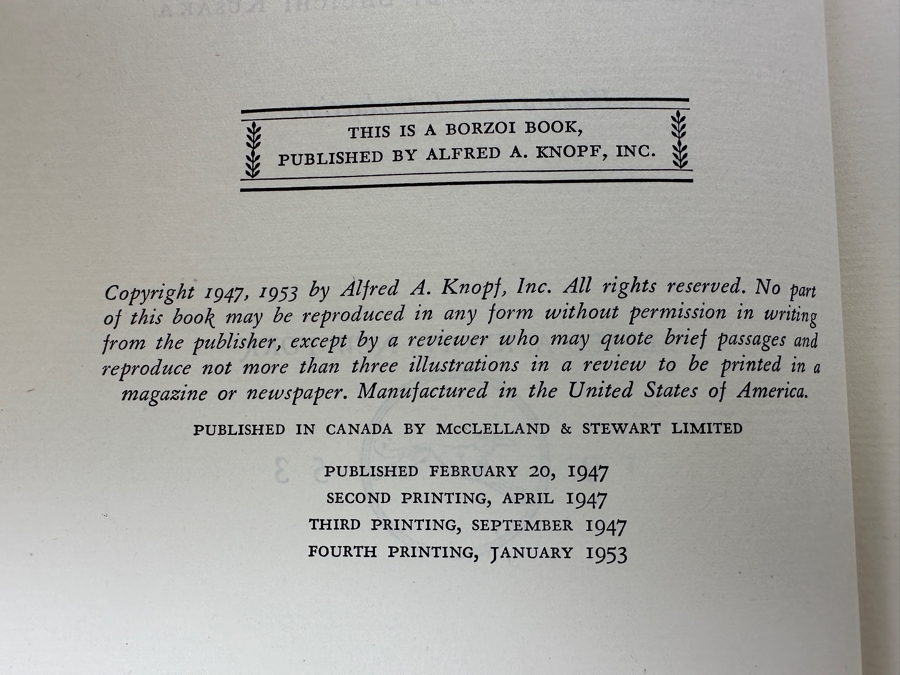 THIS IS A BORZOI BOOK,
PUBLISHED BY ALFRED A. KNOPF, INC.
Copyright 1947, 1953 by Alfred A. Knopf, Inc. All rights reserved. No part
of this book may be reproduced in any form without permission in writing
from the publisher, except by a reviewer who may quote brief passages and
reproduce not more than three illustrations in a review to be printed in a
magazine or newspaper. Manufactured in the United States of America.
PUBLISHED IN CANADA BY McCLELLAND & STEWART LIMITED
PUBLISHED FEBRUARY 20, 1947
SECOND PRINTING, APRIL 1947
THIRD PRINTING, SEPTEMBER 1947
FOURTH PRINTING, JANUARY 1953